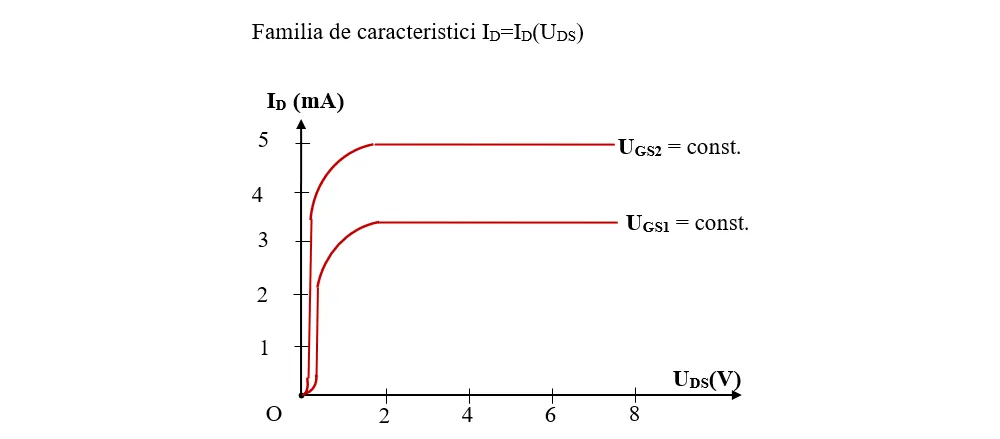 Familia de caracteristici ID=ID(UDS)
ID (mA)
5
UGS2 = const.
4
UGS1 = const.
3
2
1
UDS(V)
O
2
4
6
8